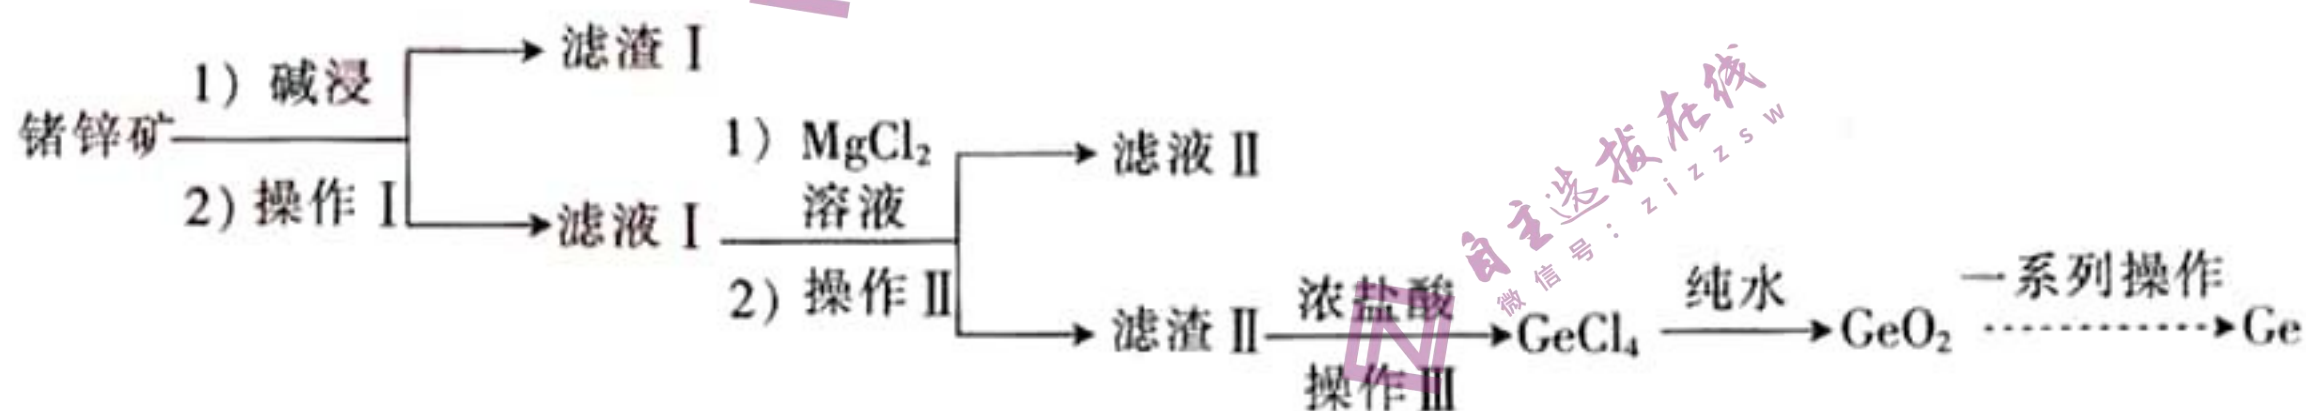 锗锌矿
1) 碱浸
2) 操作Ⅰ
滤渣Ⅰ
滤液Ⅰ
1) MgCl₂
溶液
2) 操作Ⅱ
滤液Ⅱ
滤渣Ⅱ
浓盐酸
操作Ⅲ
GeCl₄
纯水
GeO₂
一系列操作
Ge
自主选拔在线
微信号：zizzsw